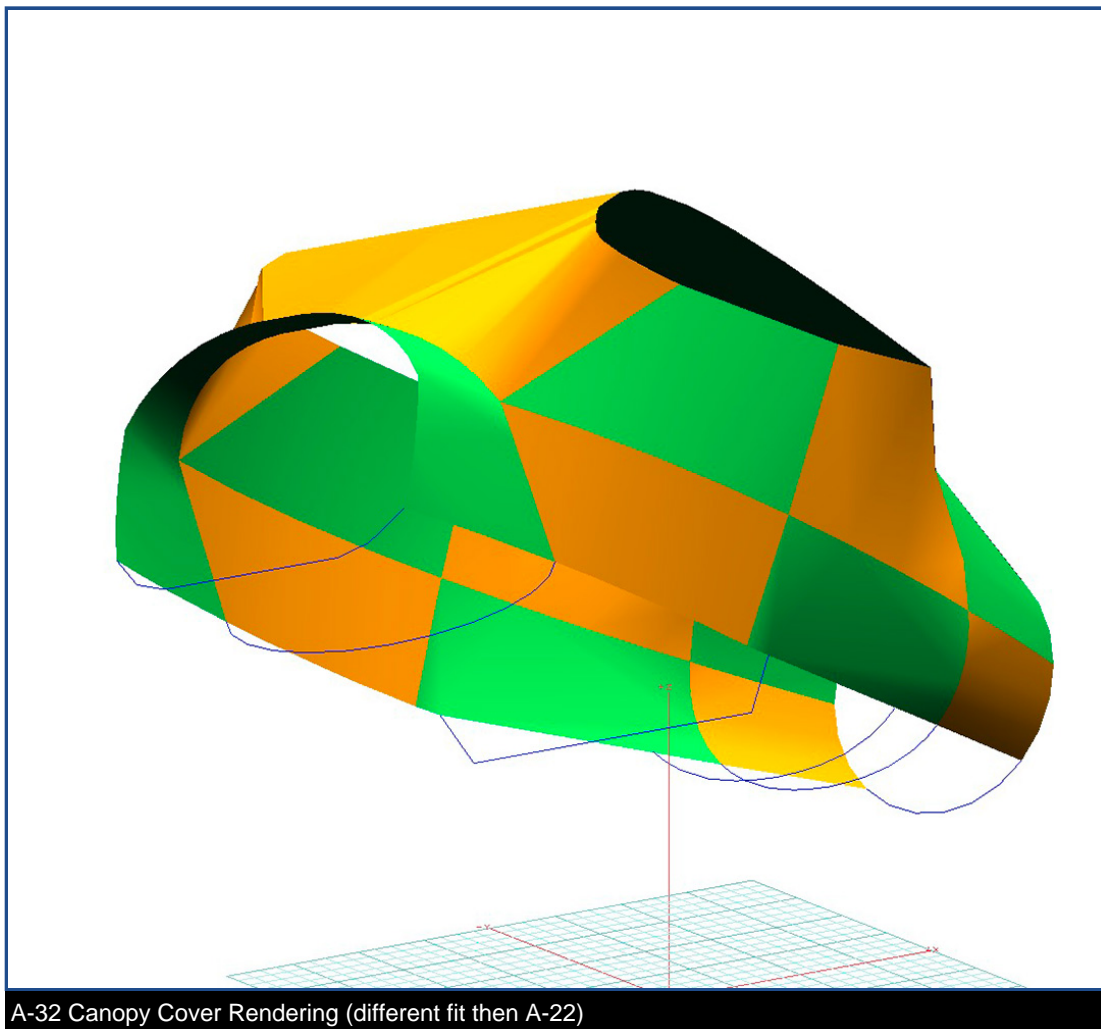 +Z
-Y
+X
A-32 Canopy Cover Rendering (different fit then A-22)